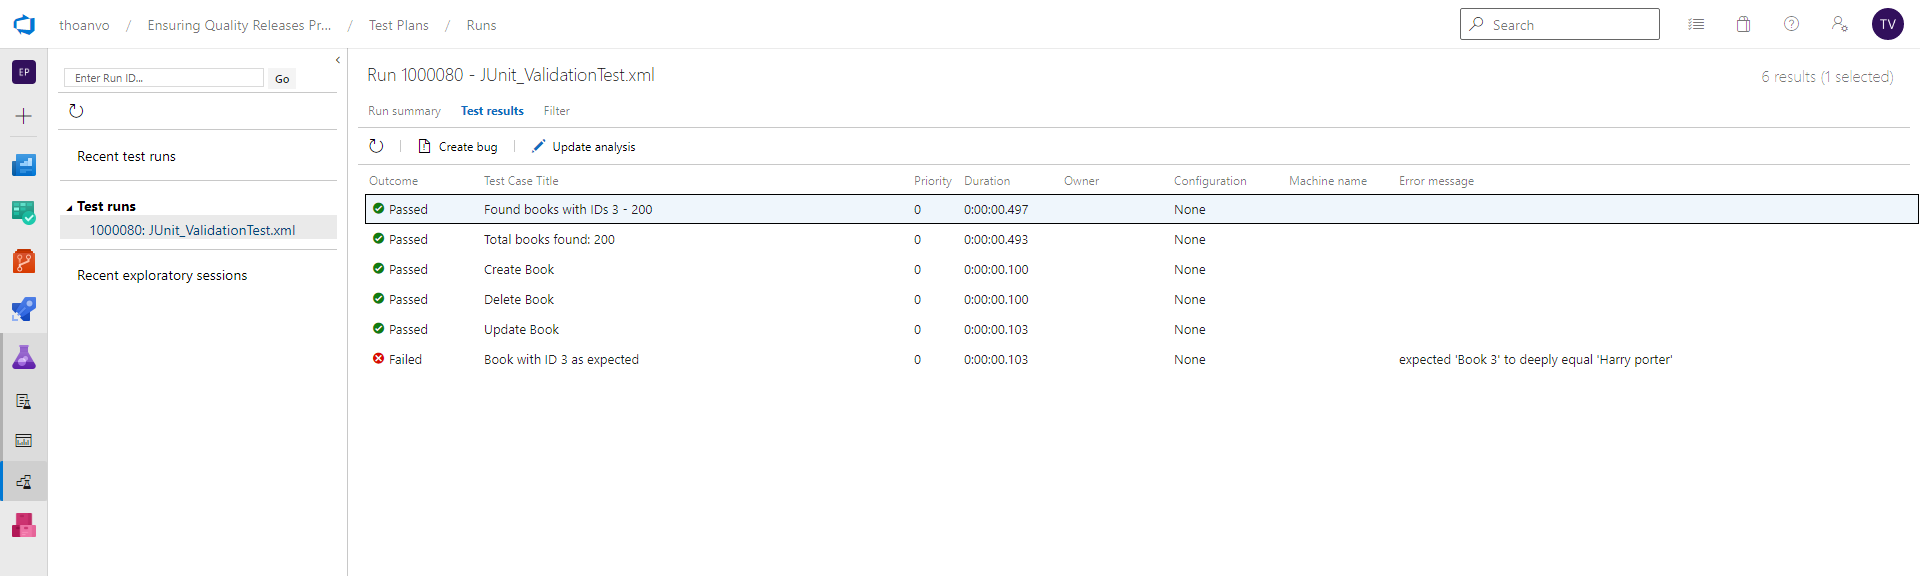 thoanvo / Ensuring Quality Releases Pr... / Test Plans / Runs
Search
TV
EP
Enter Run ID...
Go
Recent test runs
Test runs
1000080: JUnit_ValidationTest.xml
Recent exploratory sessions
Run 1000080 - JUnit_ValidationTest.xml
6 results (1 selected)
Run summary Test results Filter
Create bug Update analysis
Outcome Test Case Title Priority Duration Owner Configuration Machine name Error message
Passed Found books with IDs 3 - 200 0 0:00:00.497 None
Passed Total books found: 200 0 0:00:00.493 None
Passed Create Book 0 0:00:00.100 None
Passed Delete Book 0 0:00:00.100 None
Passed Update Book 0 0:00:00.103 None
Failed Book with ID 3 as expected 0 0:00:00.103 None expected 'Book 3' to deeply equal 'Harry porter'